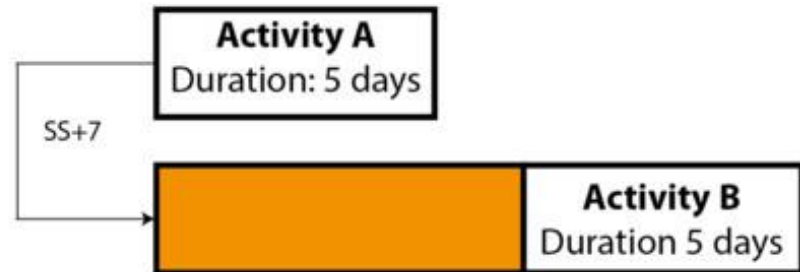 Activity A
Duration: 5 days
SS+7
Activity B
Duration 5 days